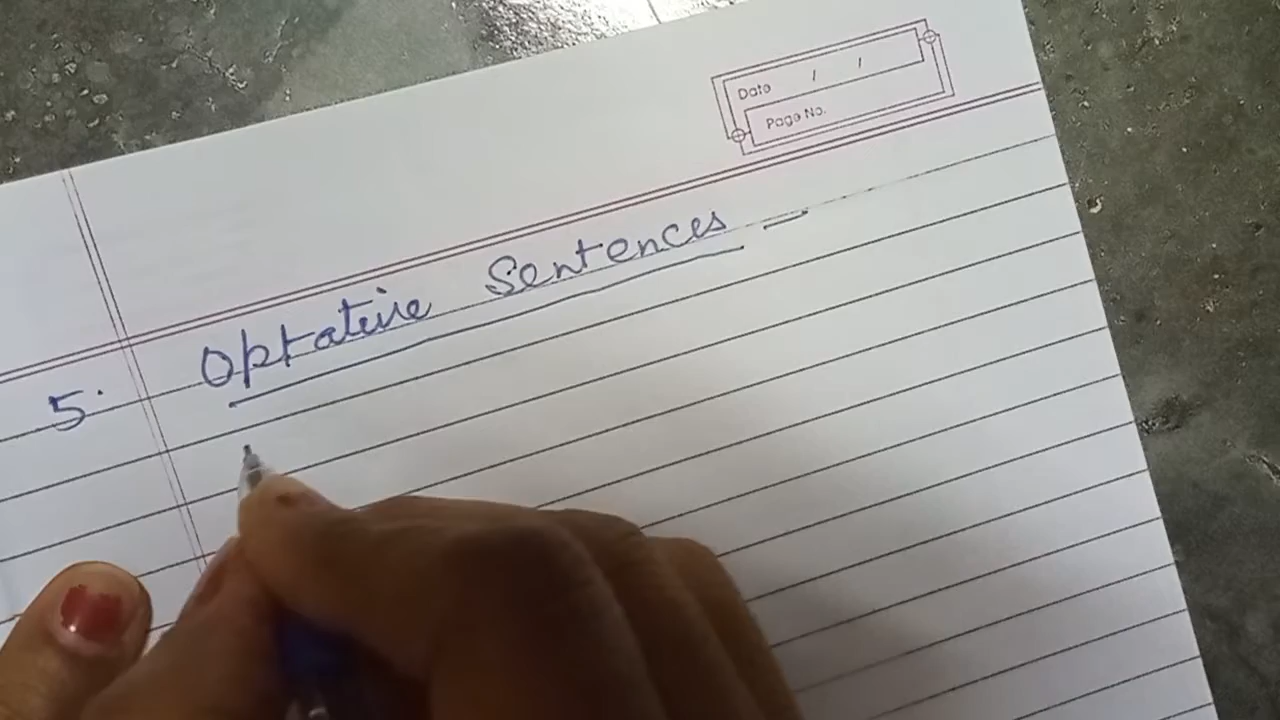 Date / /
Page No.
5. Optative Sentences -